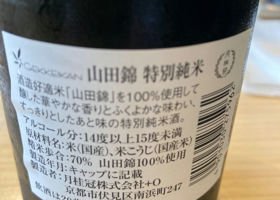 Gekkeikan 山田錦 特別純米
酒造好適米「山田錦」を100%使用して
醸した華やかな香りとふくよかな味わい、
すっきりとしたあと味の特別純米酒。
アルコール分:14度以上15度未満
原材料名:米(国産)、米こうじ(国産米)
精米歩合:70% 山田錦100%使用
製造年月:キャップに記載
月桂冠株式会社+O
京都市伏見区南浜町247
飲酒は20